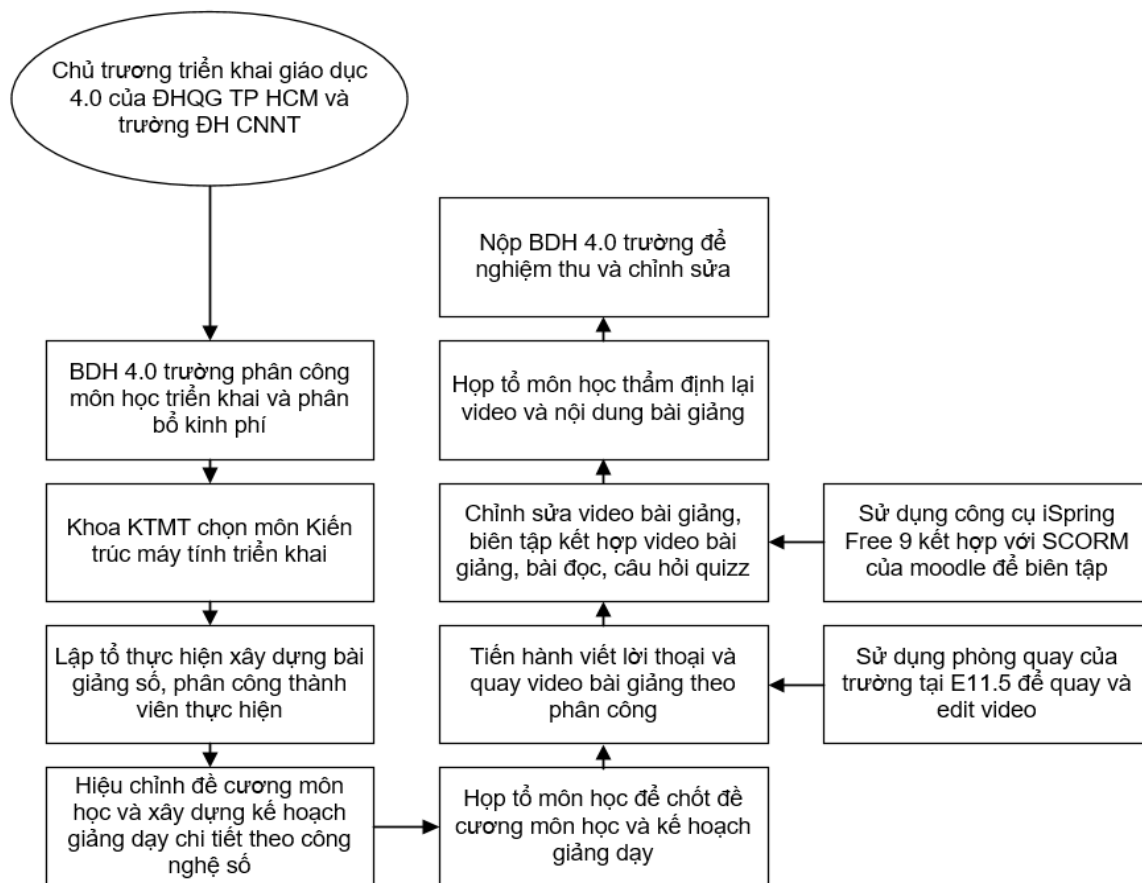 Chủ trương triển khai giáo dục
4.0 của ĐHQG TP HCM và
trường ĐH CNNT
BDH 4.0 trường phân công
môn học triển khai và phân
bổ kinh phí
Khoa KTMT chọn môn Kiến
trúc máy tính triển khai
Lập tổ thực hiện xây dựng bài
giảng số, phân công thành
viên thực hiện
Hiệu chỉnh đề cương môn
học và xây dựng kế hoạch
giảng dạy chi tiết theo công
nghệ số
Họp tổ môn học để chốt đề
cương môn học và kế hoạch
giảng dạy
Tiến hành viết lời thoại và
quay video bài giảng theo
phân công
Sử dụng phòng quay của
trường tại E11.5 để quay và
edit video
Chỉnh sửa video bài giảng,
biên tập kết hợp video bài
giảng, bài đọc, câu hỏi quizz
Sử dụng công cụ iSpring
Free 9 kết hợp với SCORM
của moodle để biên tập
Họp tổ môn học thẩm định lại
video và nội dung bài giảng
Nộp BDH 4.0 trường để
nghiệm thu và chỉnh sửa